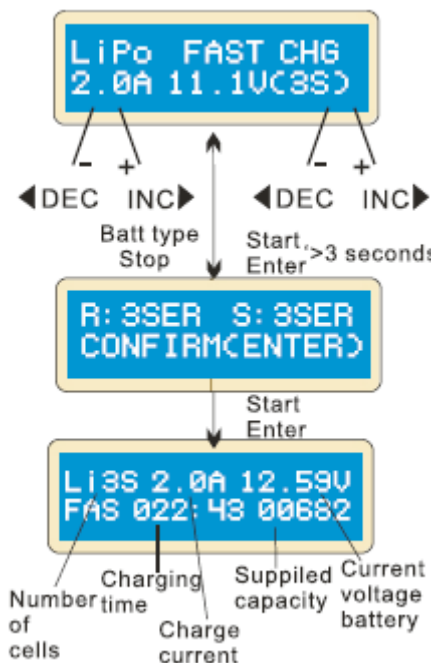 LiPo FAST CHG
2.0A 11.1V(3S)
- + - +
◀DEC INC▶ ◀DEC INC▶
Batt type Stop
Start Enter >3 seconds
R:3SER S:3SER
CONFIRM(ENTER)
Start
Enter
Li3S 2.0A 12.59V
FAS 022:43 00682
Number of cells
Charging time
Charge current
Suppiled capacity
Current voltage battery